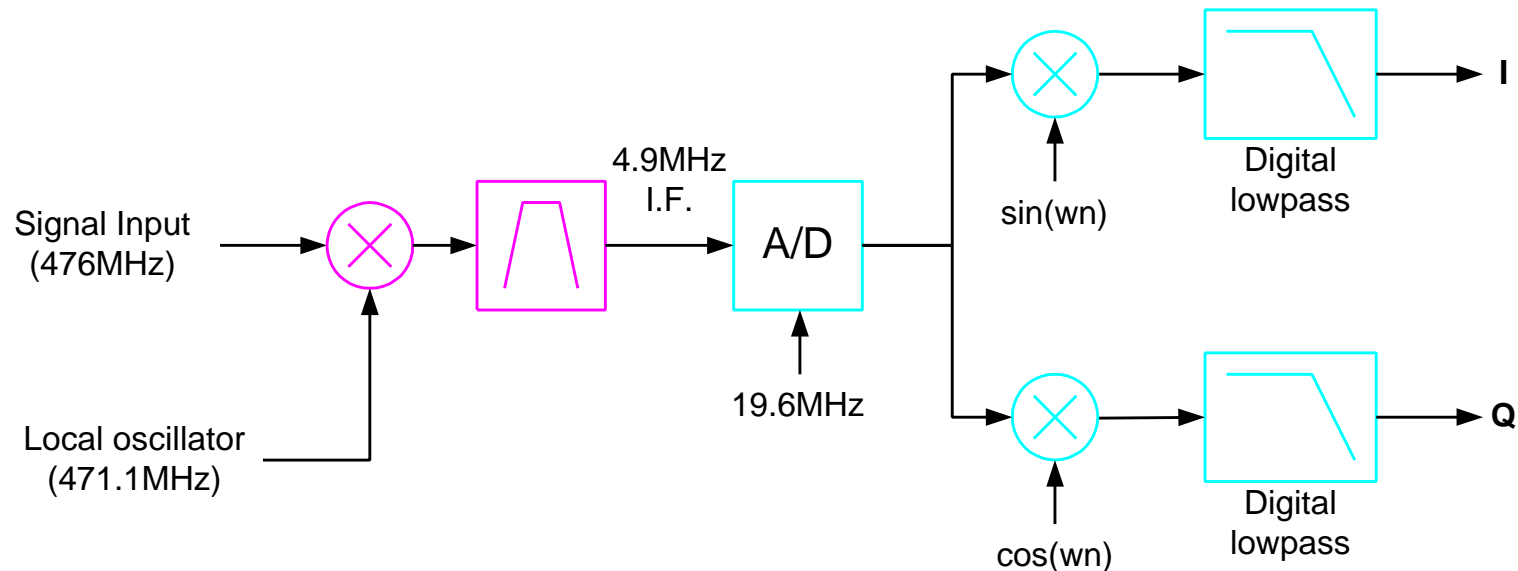 Signal Input
(476MHz)
Local oscillator
(471.1MHz)
4.9MHz
I.F.
A/D
19.6MHz
sin(wn)
Digital
lowpass
I
cos(wn)
Digital
lowpass
Q